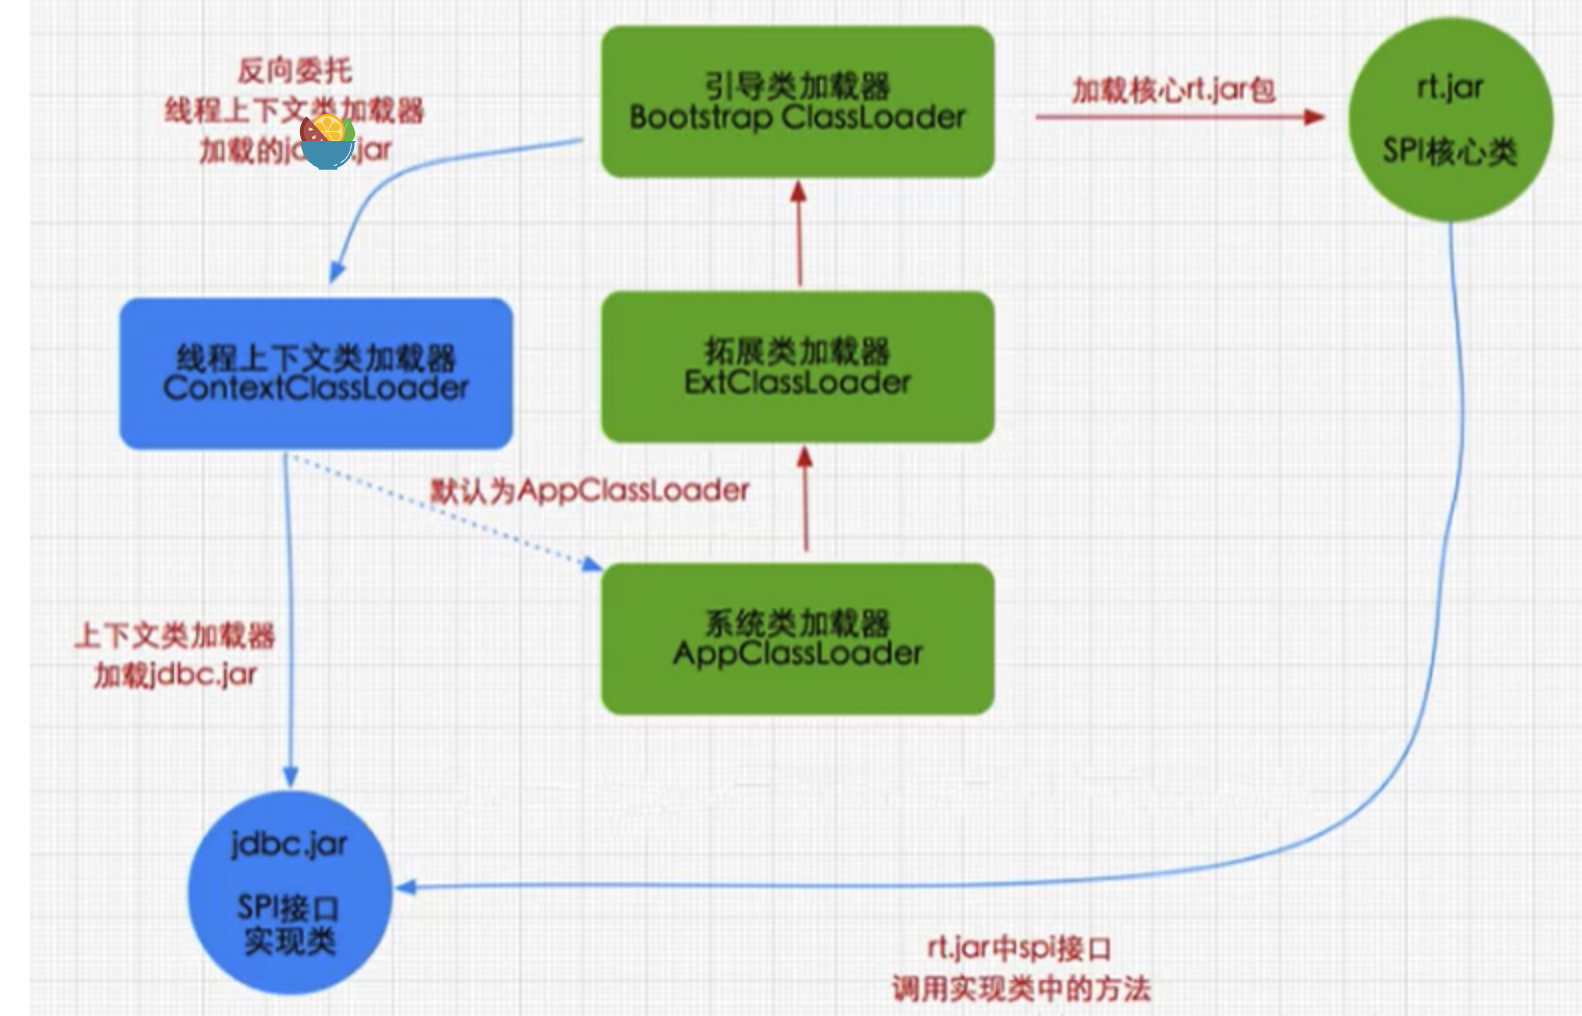 反向委托
线程上下文类加载器
加载的
.jar
引导类加载器
Bootstrap ClassLoader
加载核心rt.jar包
rt.jar
SPI核心类
线程上下文类加载器
ContextClassLoader
拓展类加载器
ExtClassLoader
默认为AppClassLoader
系统类加载器
AppClassLoader
上下文类加载器
加载jdbc.jar
jdbc.jar
SPI接口
实现类
rt.jar中spi接口
调用实现类中的方法